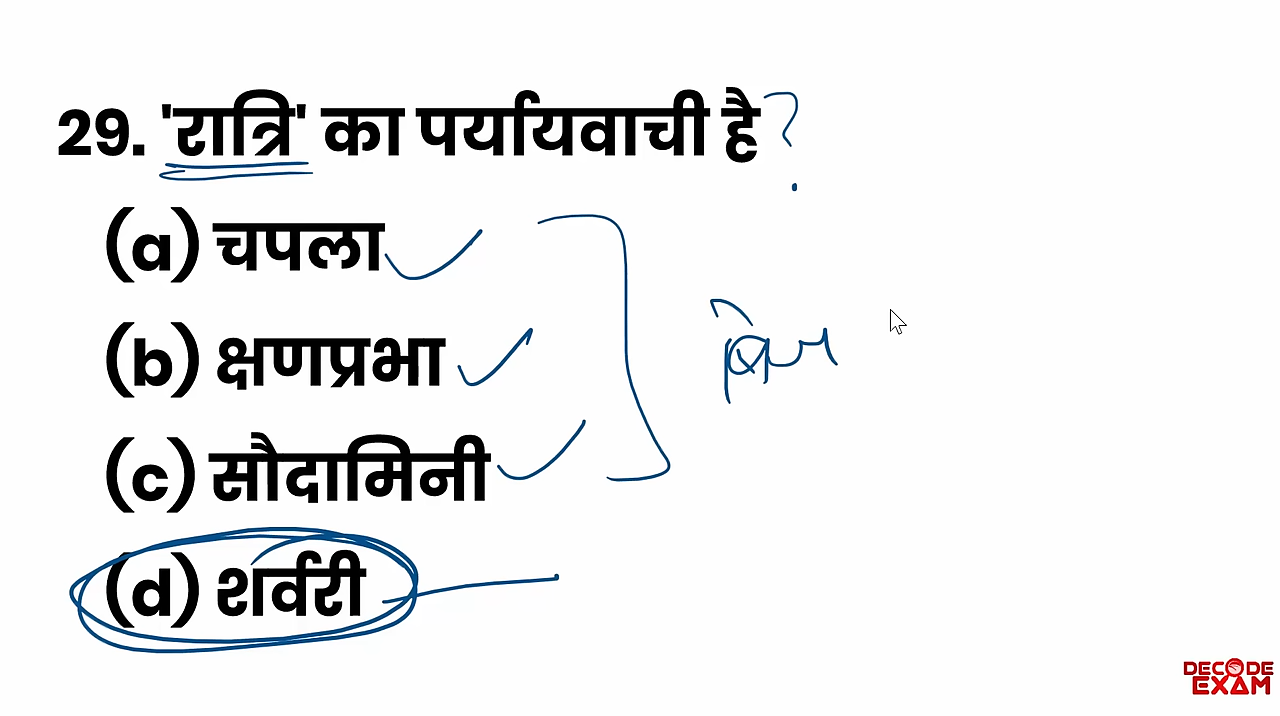 29. 'रात्रि' का पर्यायवाची है?
(a) चपला
(b) क्षणप्रभा
(c) सौदामिनी
(d) शर्वरी
DECODE
EXAM